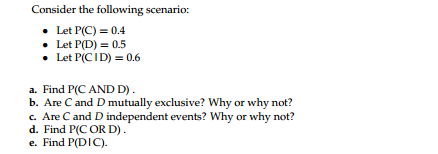 Consider the following scenario:
• Let P(C) = 0.4
• Let P(D) = 0.5
• Let P(C|D) = 0.6
a. Find P(C AND D) .
b. Are C and D mutually exclusive? Why or why not?
c. Are C and D independent events? Why or why not?
d. Find P(C OR D) .
e. Find P(D|C).